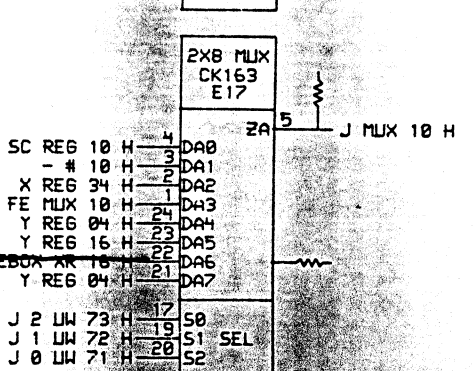 2X8 MUX
CK163
E17
ZA 5 J MUX 10 H
SC REG 10 H 4 DA0
- # 10 H 3 DA1
X REG 34 H 2 DA2
FE MUX 10 H 1 DA3
Y REG 04 H 24 DA4
Y REG 16 H 23 DA5
EBOX XR 16 22 DA6
Y REG 04 H 21 DA7
J 2 UW 73 H 17 S0
J 1 UW 72 H 19 S1 SEL
J 0 UW 71 H 20 S2